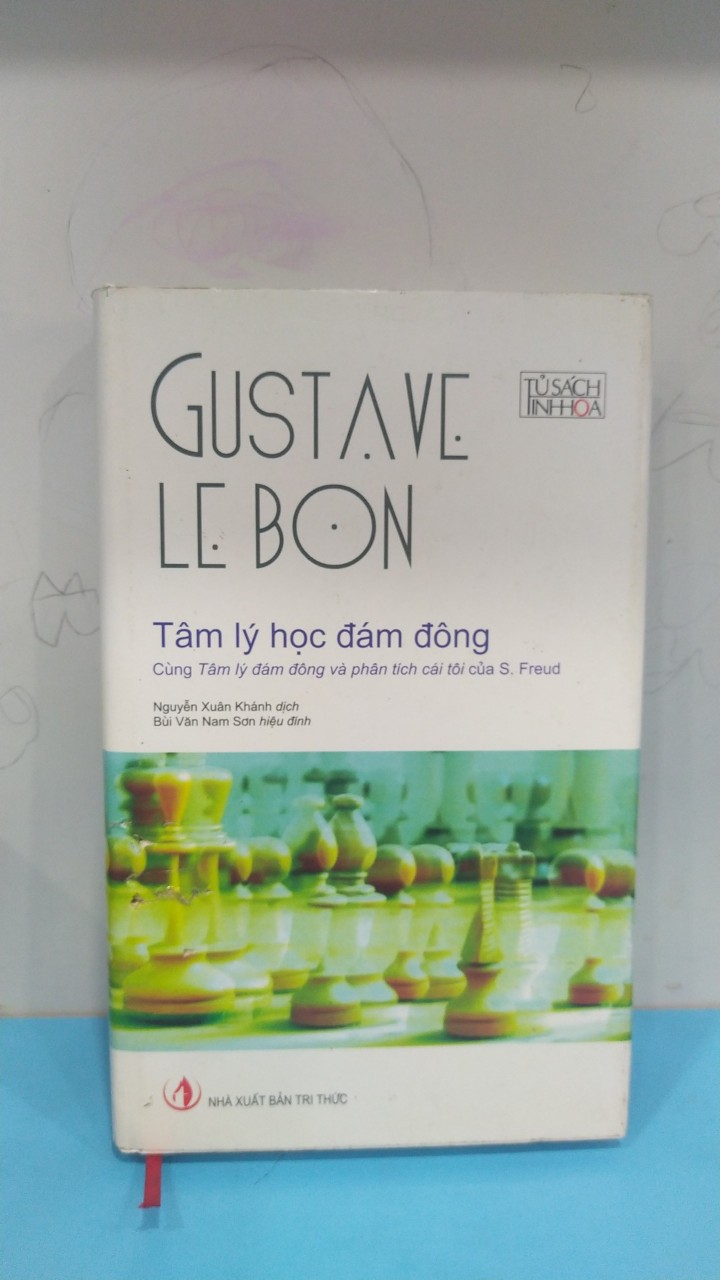 GUSTAVE
LE BON
TỦ SÁCH
TINH HOA
Tâm lý học đám đông
Cùng Tâm lý đám đông và phân tích cái tôi của S. Freud
Nguyễn Xuân Khánh dịch
Bùi Văn Nam Sơn hiệu đính
NHÀ XUẤT BẢN TRI THỨC